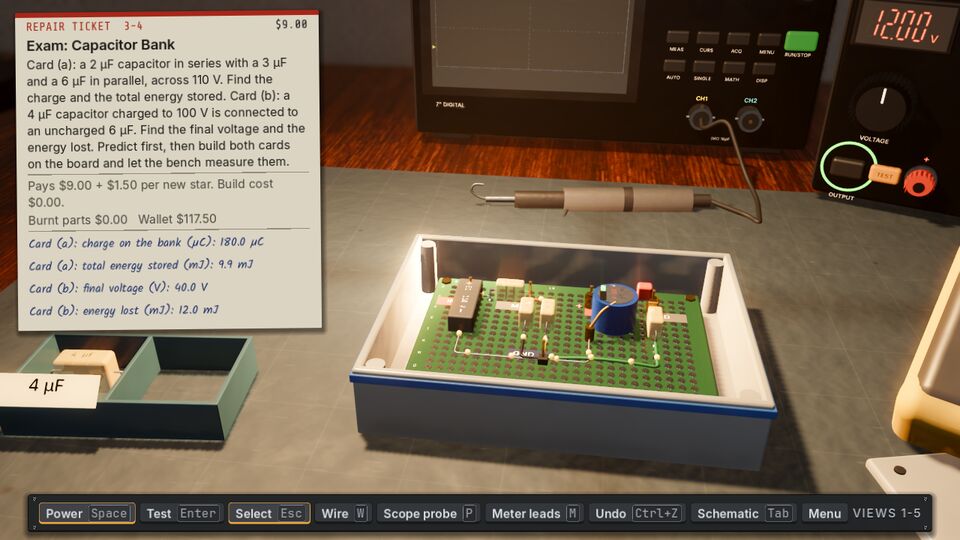 REPAIR TICKET 3-4 $9.00
Exam: Capacitor Bank
Card (a): a 2 µF capacitor in series with a 3 µF
and a 6 µF in parallel, across 110 V. Find the
charge and the total energy stored. Card (b): a
4 µF capacitor charged to 100 V is connected to
an uncharged 6 µF. Find the final voltage and the
energy lost. Predict first, then build both cards
on the board and let the bench measure them.
Pays $9.00 + $1.50 per new star. Build cost
$0.00.
Burnt parts $0.00 Wallet $117.50
Card (a): charge on the bank (µC): 180.0 µC
Card (a): total energy stored (mJ): 9.9 mJ
Card (b): final voltage (V): 40.0 V
Card (b): energy lost (mJ): 12.0 mJ
7" DIGITAL
MEAS CURS ACQ MENU RUN/STOP
AUTO SINGLE MATH DISP
CH1 CH2
12.00 V
VOLTAGE
OUTPUT
TEST
+
4 µF
4 µF
Power Space Test Enter Select Esc Wire W Scope probe P Meter leads M Undo Ctrl+Z Schematic Tab Menu VIEWS 1-5